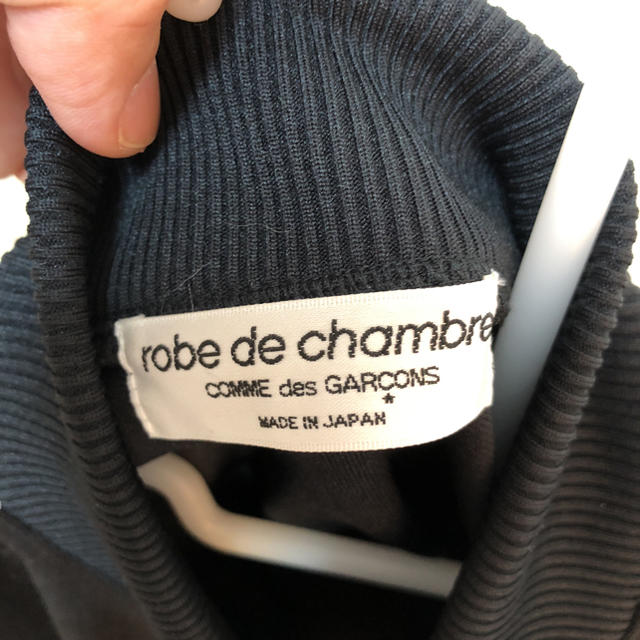 robe de chambre
COMME des GARÇONS
*
MADE IN JAPAN